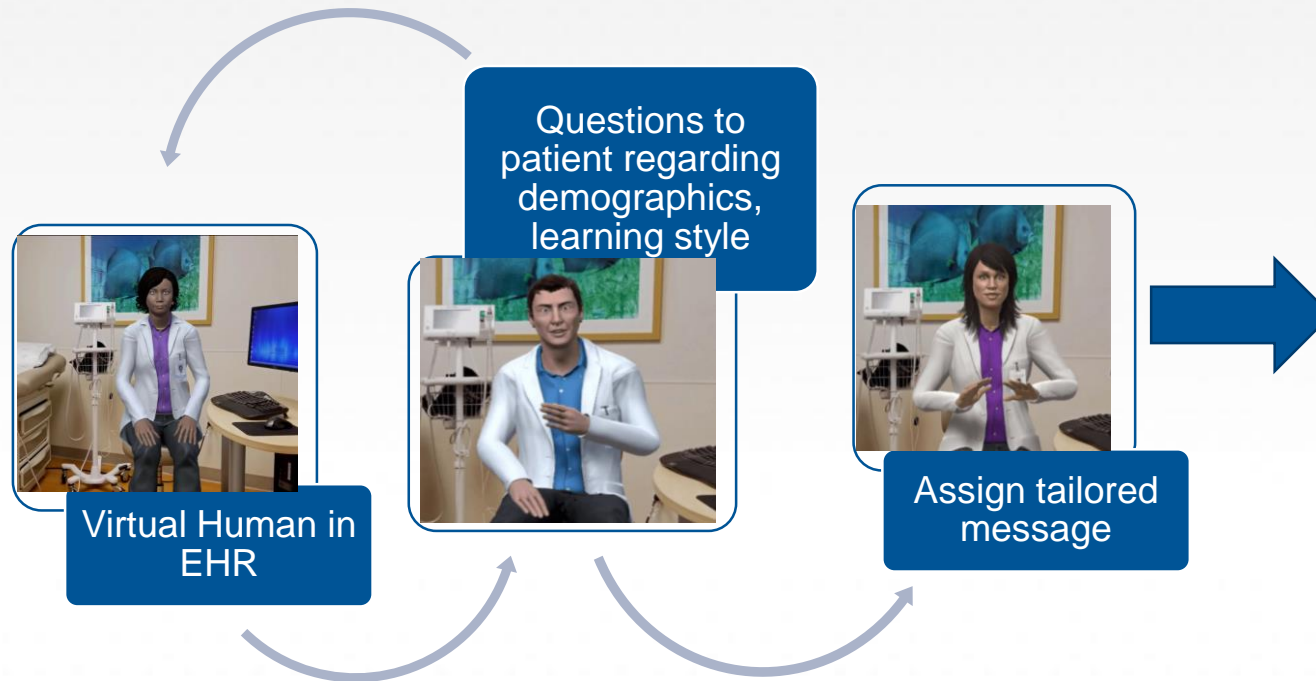 Questions to
patient regarding
demographics,
learning style
Virtual Human in
EHR
Assign tailored
message